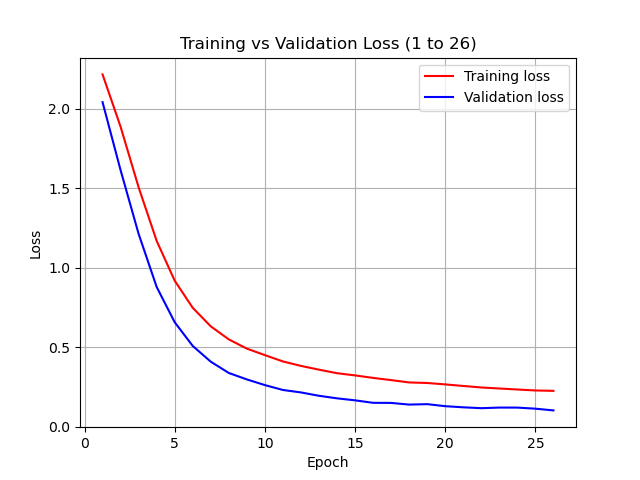 Training vs Validation Loss (1 to 26)
Training loss
Validation loss
2.0
1.5
1.0
0.5
0.0
Loss
0 5 10 15 20 25
Epoch